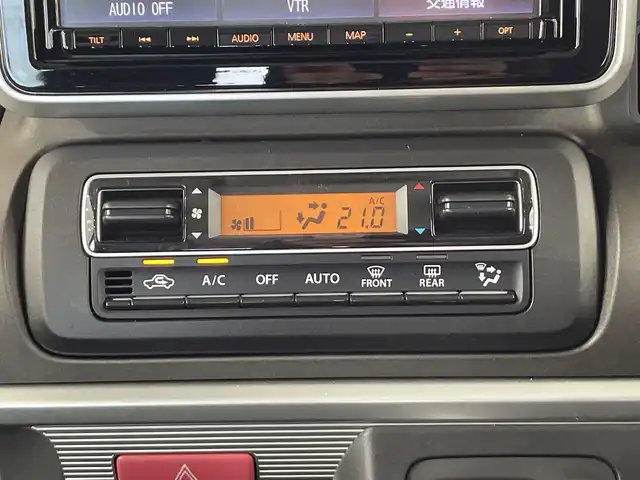 AUDIO OFF VTR 交通情報
TILT AUDIO MENU MAP - + OPT
A/C
21.0
A/C OFF AUTO FRONT REAR